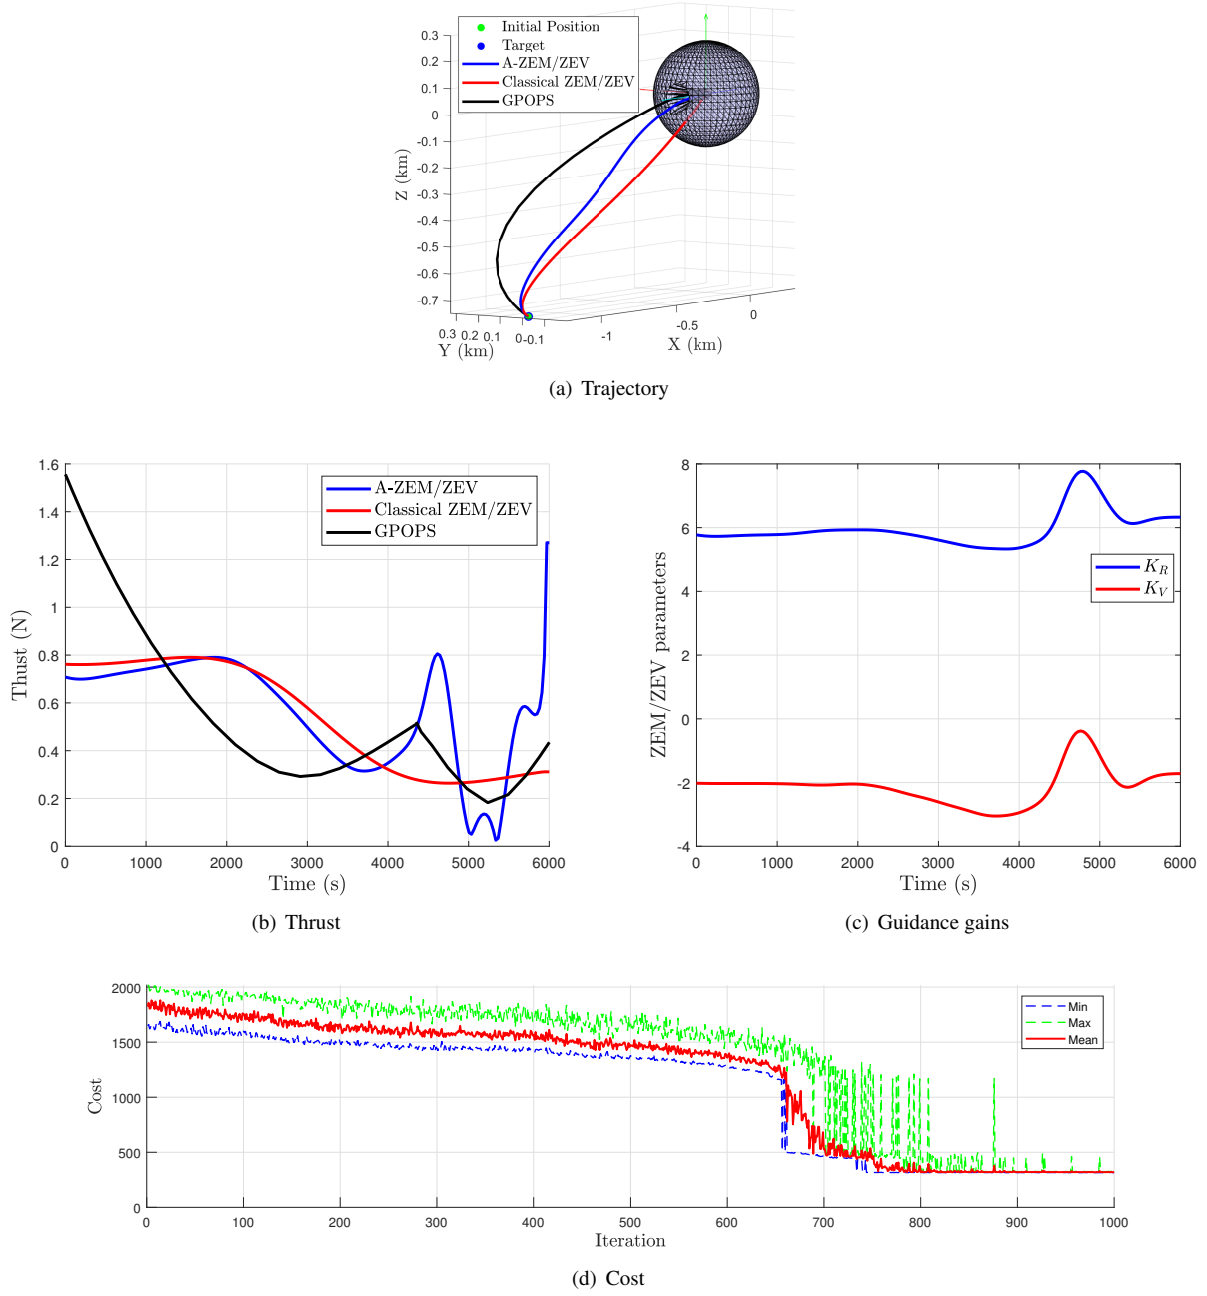 Initial Position
Target
A-ZEM/ZEV
Classical ZEM/ZEV
GPOPS
0.3
0.2
0.1
0
-0.1
-0.2
-0.3
-0.4
-0.5
-0.6
-0.7
Z (km)
0.3 0.2 0.1 0 -0.1
Y (km)
-1 -0.5 0
X (km)
(a) Trajectory
1.6
1.4
1.2
1
0.8
0.6
0.4
0.2
0
Thust (N)
A-ZEM/ZEV
Classical ZEM/ZEV
GPOPS
0 1000 2000 3000 4000 5000 6000
Time (s)
(b) Thrust
8
6
4
2
0
-2
-4
ZEM/ZEV parameters
K_R
K_V
0 1000 2000 3000 4000 5000 6000
Time (s)
(c) Guidance gains
2000
1500
1000
500
0
Cost
Min
Max
Mean
0 100 200 300 400 500 600 700 800 900 1000
Iteration
(d) Cost